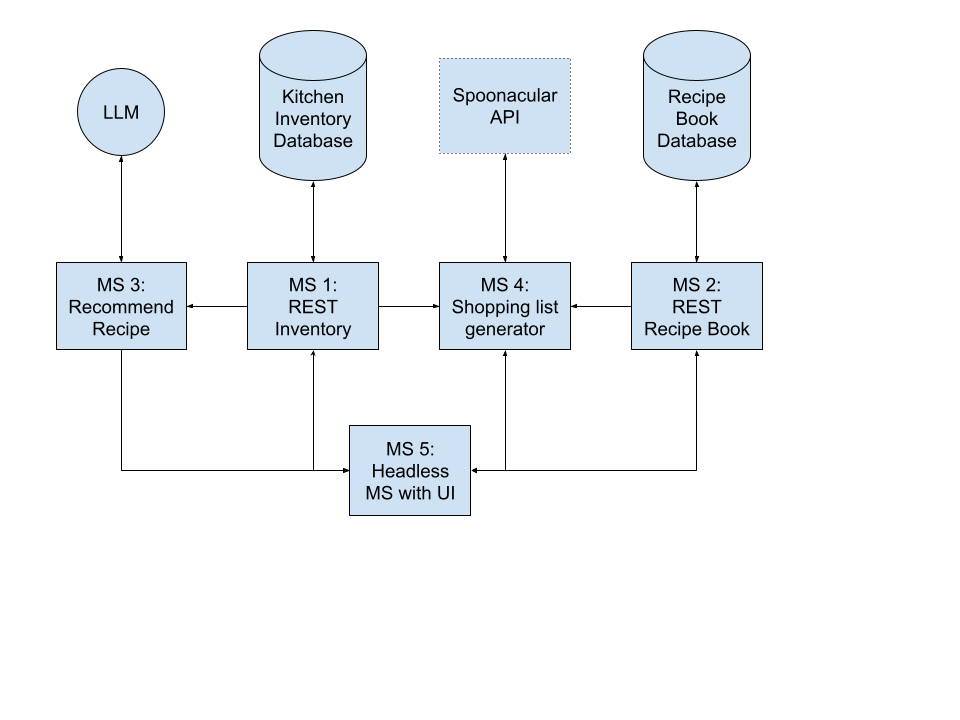 LLM
Kitchen
Inventory
Database
Spoonacular
API
Recipe
Book
Database
MS 3:
Recommend
Recipe
MS 1:
REST
Inventory
MS 4:
Shopping list
generator
MS 2:
REST
Recipe Book
MS 5:
Headless
MS with UI